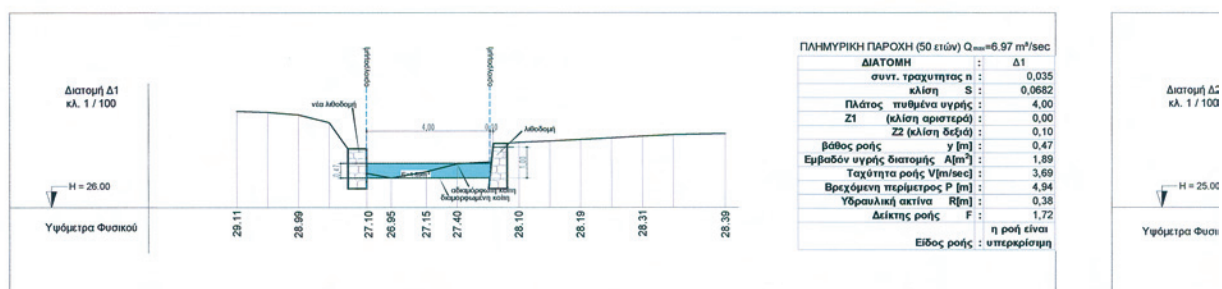 ΠΛΗΜΥΡΙΚΗ ΠΑΡΟΧΗ (50 ετών) Q max=6.97 m³/sec
Διατομή Δ1
κλ. 1 / 100
οριογραμμή
οριογραμμή
νέα λιθοδομή
4,00
λιθοδομή
0,47
1,00
αδιαμόρφωτη κοίτη
διαμορφωμένη κοίτη
H = 26.00
Υψόμετρα Φυσικού
29.11
28.99
27.10
26.95
27.15
27.40
28.10
28.19
28.31
28.39
ΔΙΑΤΟΜΗ : Δ1
συντ. τραχυτητας n : 0,035
κλίση S : 0,0682
Πλάτος πυθμένα υγρής : 4,00
Z1 (κλίση αριστερά) : 0,00
Z2 (κλίση δεξιά) : 0,10
βάθος ροής y [m] : 0,47
Εμβαδόν υγρής διατομής A[m²] : 1,89
Ταχύτητα ροής V[m/sec] : 3,69
Βρεχόμενη περίμετρος P [m] : 4,94
Υδραυλική ακτίνα R[m] : 0,38
Δείκτης ροής F : 1,72
η ροή είναι
Είδος ροής : υπερκρίσιμη
Διατομή Δ2
κλ. 1 / 100
H = 25.00
Υψόμετρα